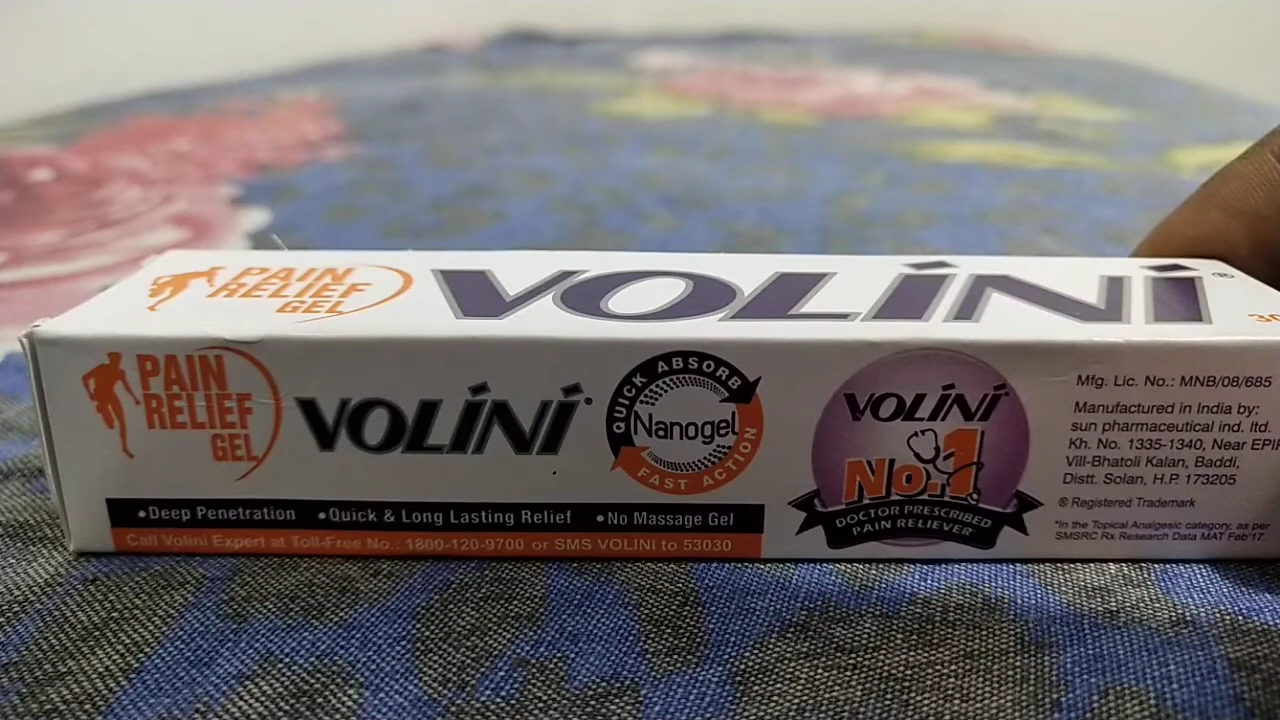 PAIN
RELIEF
GEL
VOLINI®
PAIN
RELIEF
GEL
VOLINI
QUICK ABSORB
Nanogel
FAST ACTION
VOLINI
No.1
DOCTOR PRESCRIBED
PAIN RELIEVER*
•Deep Penetration •Quick & Long Lasting Relief •No Massage Gel
Call Volini Expert at Toll-Free No.: 1800-120-9700 or SMS VOLINI to 53030
Mfg. Lic. No.: MNB/08/685
Manufactured in India by:
sun pharmaceutical ind. ltd.
Kh. No. 1335-1340, Near
Vill-Bhatoli Kalan, Baddi,
Distt. Solan, H.P. 173205
® Registered Trademark
*In the Topical Analgesic category, as per
SMSRC Rx Research Data MAT Feb'17.